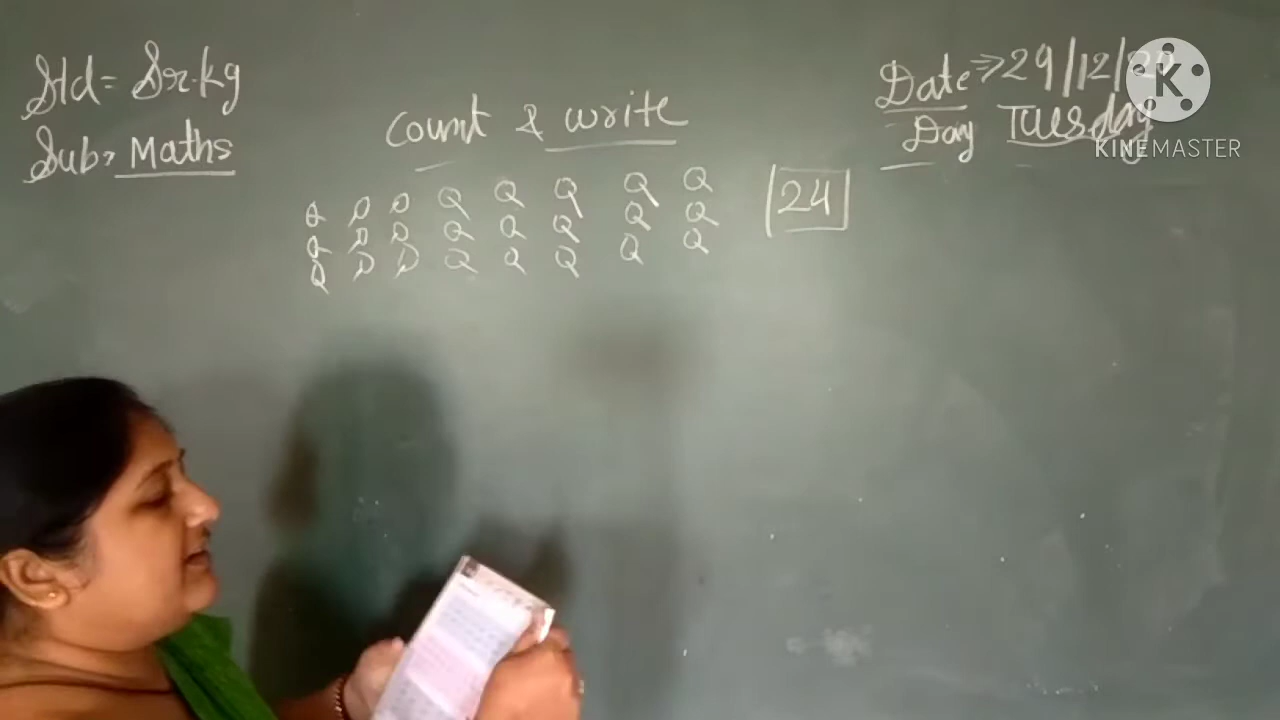 Std = Sr.kg
Sub> Maths
count & write
Date ⇒ 29/12/20
Day Tuesday
Q Q Q Q Q Q Q Q
Q Q Q Q Q Q Q Q
Q Q Q Q Q Q Q Q
24
K
KINEMASTER